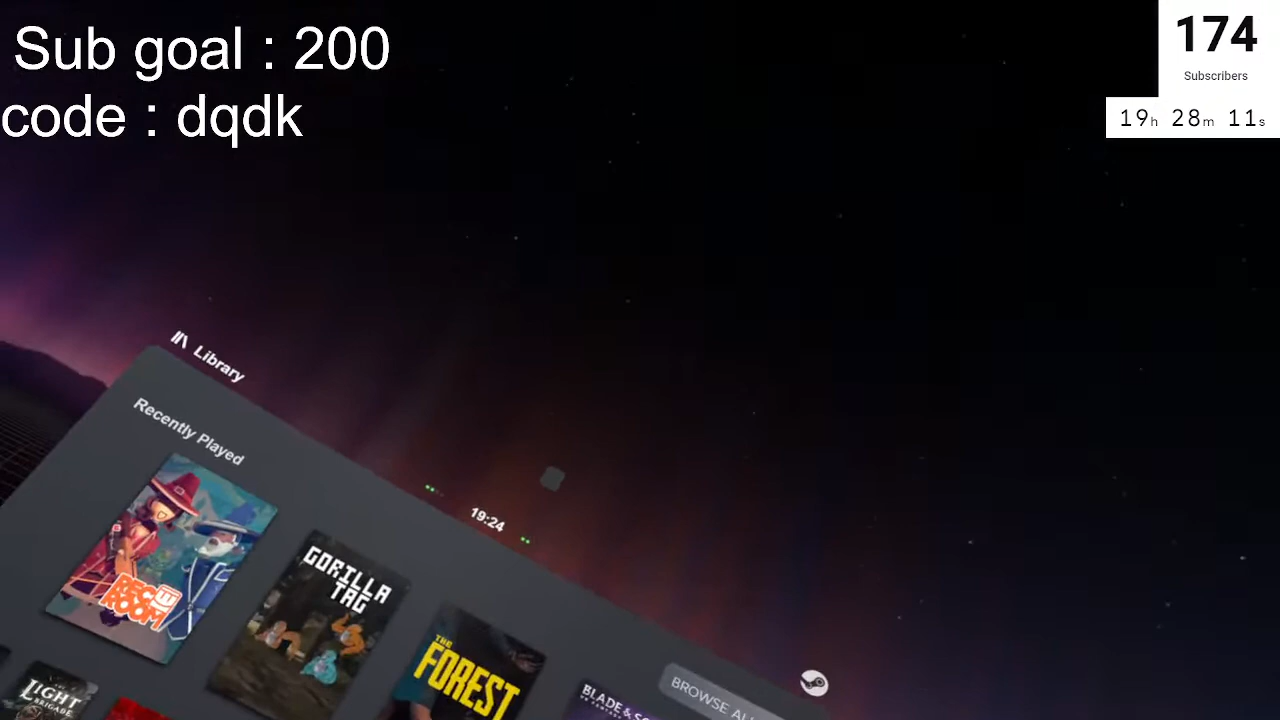 Sub goal : 200
code : dqdk
174
Subscribers
19h 28m 11s
Library
Recently Played
19:24
REC ROOM
GORILLA TAG
THE FOREST
LIGHT BRIGADE
BLADE &
BROWSE